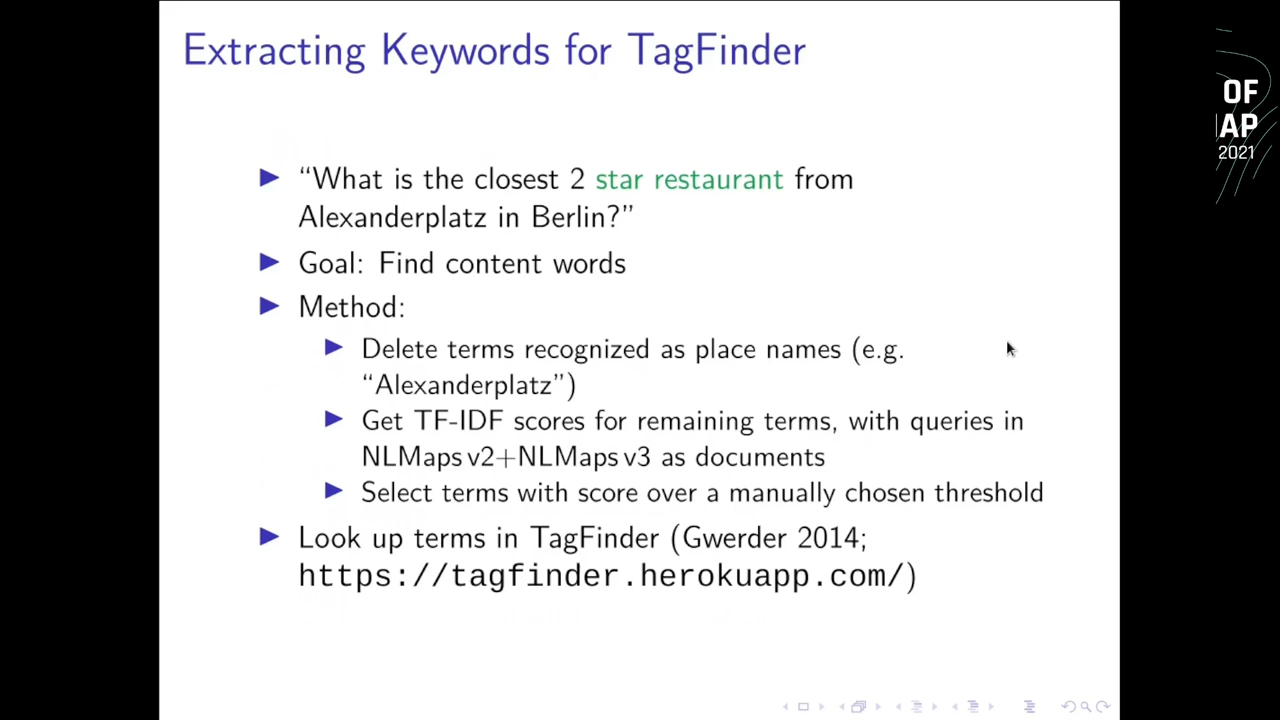 Extracting Keywords for TagFinder
“What is the closest 2 star restaurant from
Alexanderplatz in Berlin?”
Goal: Find content words
Method:
Delete terms recognized as place names (e.g.
“Alexanderplatz”)
Get TF-IDF scores for remaining terms, with queries in
NLMaps v2+NLMaps v3 as documents
Select terms with score over a manually chosen threshold
Look up terms in TagFinder (Gwerder 2014;
https://tagfinder.herokuapp.com/)
OF
AP
2021